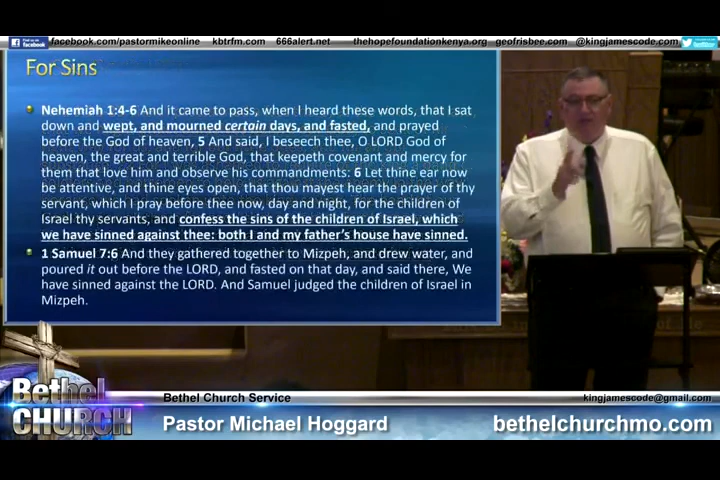 Find us on Facebook facebook.com/pastormikeonline kbtrfm.com 666alert.net thehopefoundationkenya.org geofrisbee.com @kingjamescode
For Sins
Nehemiah 1:4-6 And it came to pass, when I heard these words, that I sat
down and wept, and mourned certain days, and fasted, and prayed
before the God of heaven, 5 And said, I beseech thee, O LORD God of
heaven, the great and terrible God, that keepeth covenant and mercy for
them that love him and observe his commandments: 6 Let thine ear now
be attentive, and thine eyes open, that thou mayest hear the prayer of thy
servant, which I pray before thee now, day and night, for the children of
Israel thy servants, and confess the sins of the children of Israel, which
we have sinned against thee: both I and my father's house have sinned.
1 Samuel 7:6 And they gathered together to Mizpeh, and drew water, and
poured it out before the LORD, and fasted on that day, and said there, We
have sinned against the LORD. And Samuel judged the children of Israel in
Mizpeh.
Bethel
CHURCH
Bethel Church Service
kingjamescode@gmail.com
Pastor Michael Hoggard
bethelchurchmo.com